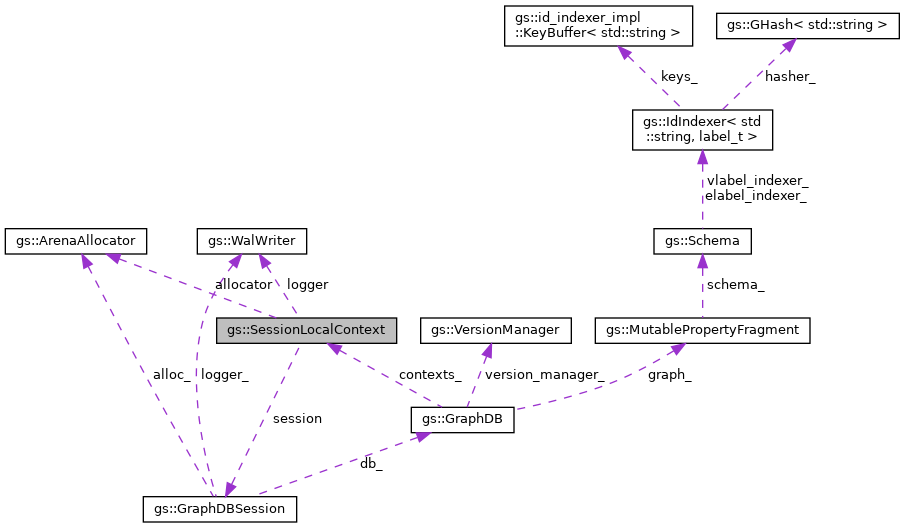 gs::id_indexer_impl
::KeyBuffer< std::string >
gs::GHash< std::string >
keys_
hasher_
gs::IdIndexer< std
::string, label_t >
vlabel_indexer_
elabel_indexer_
gs::ArenaAllocator
gs::WalWriter
gs::Schema
allocator
logger
schema_
gs::SessionLocalContext
gs::VersionManager
gs::MutablePropertyFragment
alloc_
logger_
contexts_
version_manager_
graph_
session
gs::GraphDB
db_
gs::GraphDBSession